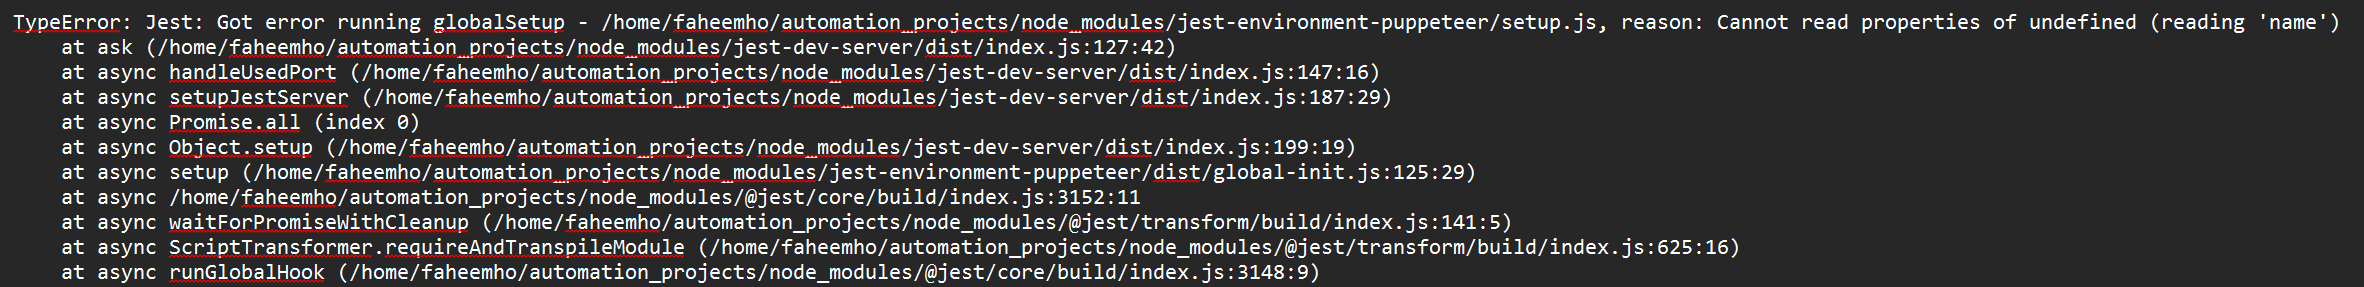 TypeError: Jest: Got error running globalSetup - /home/faheemho/automation_projects/node_modules/jest-environment-puppeteer/setup.js, reason: Cannot read properties of undefined (reading 'name')
    at ask (/home/faheemho/automation_projects/node_modules/jest-dev-server/dist/index.js:127:42)
    at async handleUsedPort (/home/faheemho/automation_projects/node_modules/jest-dev-server/dist/index.js:147:16)
    at async setupJestServer (/home/faheemho/automation_projects/node_modules/jest-dev-server/dist/index.js:187:29)
    at async Promise.all (index 0)
    at async Object.setup (/home/faheemho/automation_projects/node_modules/jest-dev-server/dist/index.js:199:19)
    at async setup (/home/faheemho/automation_projects/node_modules/jest-environment-puppeteer/dist/global-init.js:125:29)
    at async /home/faheemho/automation_projects/node_modules/@jest/core/build/index.js:3152:11
    at async waitForPromiseWithCleanup (/home/faheemho/automation_projects/node_modules/@jest/transform/build/index.js:141:5)
    at async ScriptTransformer.requireAndTranspileModule (/home/faheemho/automation_projects/node_modules/@jest/transform/build/index.js:625:16)
    at async runGlobalHook (/home/faheemho/automation_projects/node_modules/@jest/core/build/index.js:3148:9)